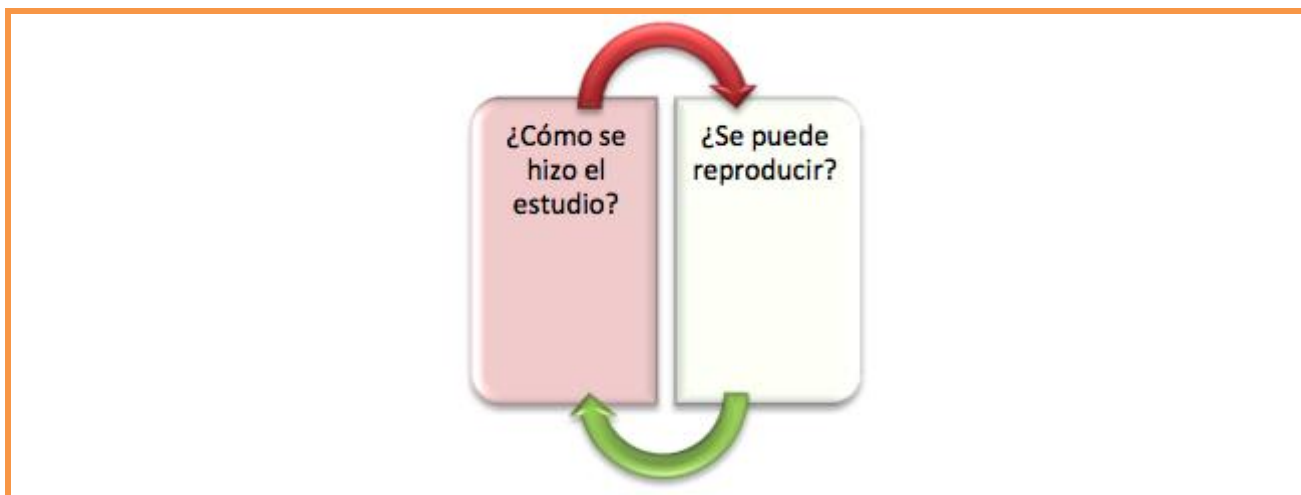 ¿Cómo se
hizo el
estudio?
¿Se puede
reproducir?